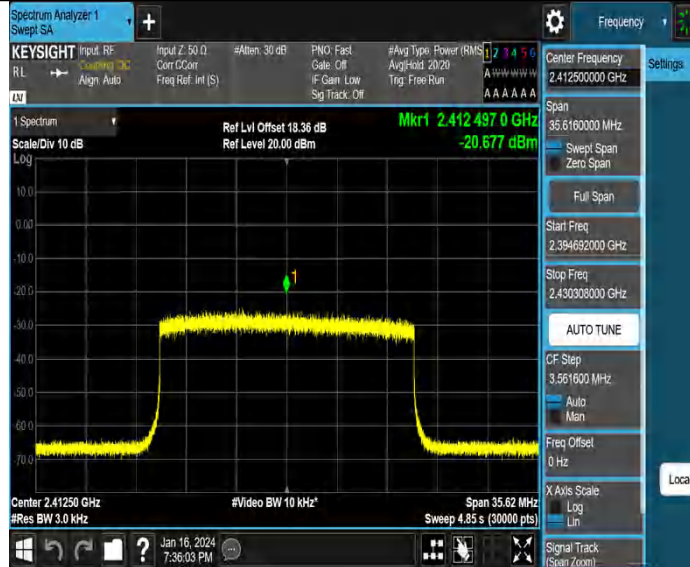 Spectrum Analyzer 1
Swept SA
+
Frequency
KEYSIGHT
RL
LXI
Input: RF
Coupling: DC
Align: Auto
Input Z: 50 Ω
Corr CCorr
Freq Ref: Int (S)
#Atten: 30 dB
PNO: Fast
Gate: Off
IF Gain: Low
Sig Track: Off
#Avg Type: Power (RMS
Avg|Hold: 20/20
Trig: Free Run
1 2 3 4 5 6
A W W W W W
A A A A A A
1 Spectrum
Scale/Div 10 dB
Log
Ref Lvl Offset 18.36 dB
Ref Level 20.00 dBm
Mkr1 2.412 497 0 GHz
-20.677 dBm
10.0
0.00
-10.0
-20.0
-30.0
-40.0
-50.0
-60.0
-70.0
1
Center 2.41250 GHz
#Res BW 3.0 kHz
#Video BW 10 kHz*
Span 35.62 MHz
Sweep 4.85 s (30000 pts)
?
Jan 16, 2024
7:36:03 PM
Center Frequency
2.412500000 GHz
Span
35.6160000 MHz
Swept Span
Zero Span
Full Span
Start Freq
2.394692000 GHz
Stop Freq
2.430308000 GHz
AUTO TUNE
CF Step
3.561600 MHz
Auto
Man
Freq Offset
0 Hz
X Axis Scale
Log
Lin
Signal Track
(Span Zoom)
Settings
Loca